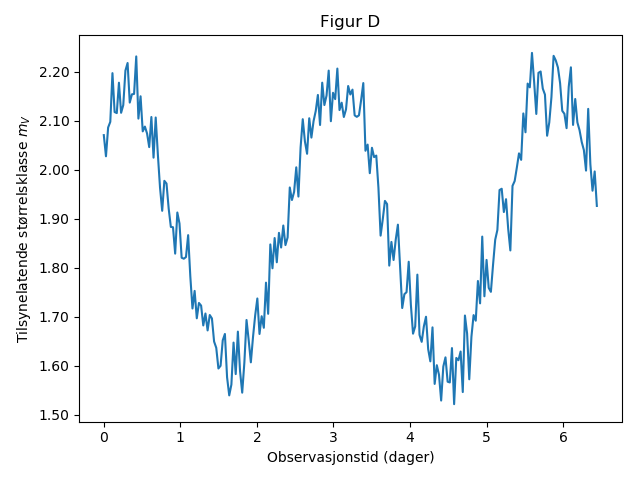 Figur D
Tilsynelatende størrelsklasse $m_V$
2.20
2.10
2.00
1.90
1.80
1.70
1.60
1.50
0 1 2 3 4 5 6
Observasjonstid (dager)